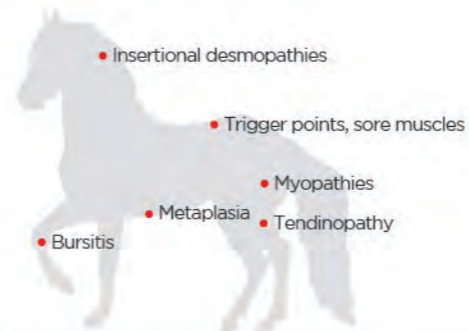 Insertional desmopathies
Trigger points, sore muscles
Myopathies
Metaplasia
Tendinopathy
Bursitis